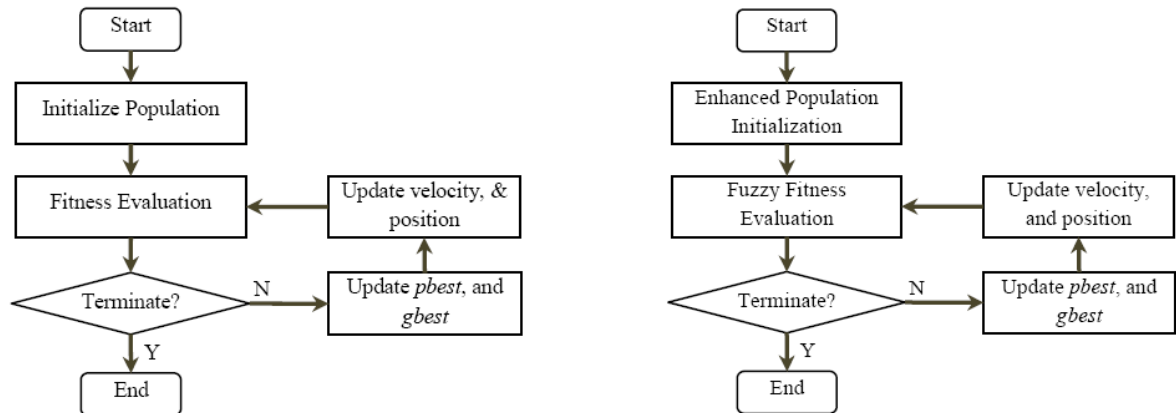 Start
Initialize Population
Fitness Evaluation
Update velocity, &
position
Terminate?
N
Update pbest, and
gbest
Y
End
Start
Enhanced Population
Initialization
Fuzzy Fitness
Evaluation
Update velocity,
and position
Terminate?
N
Update pbest, and
gbest
Y
End